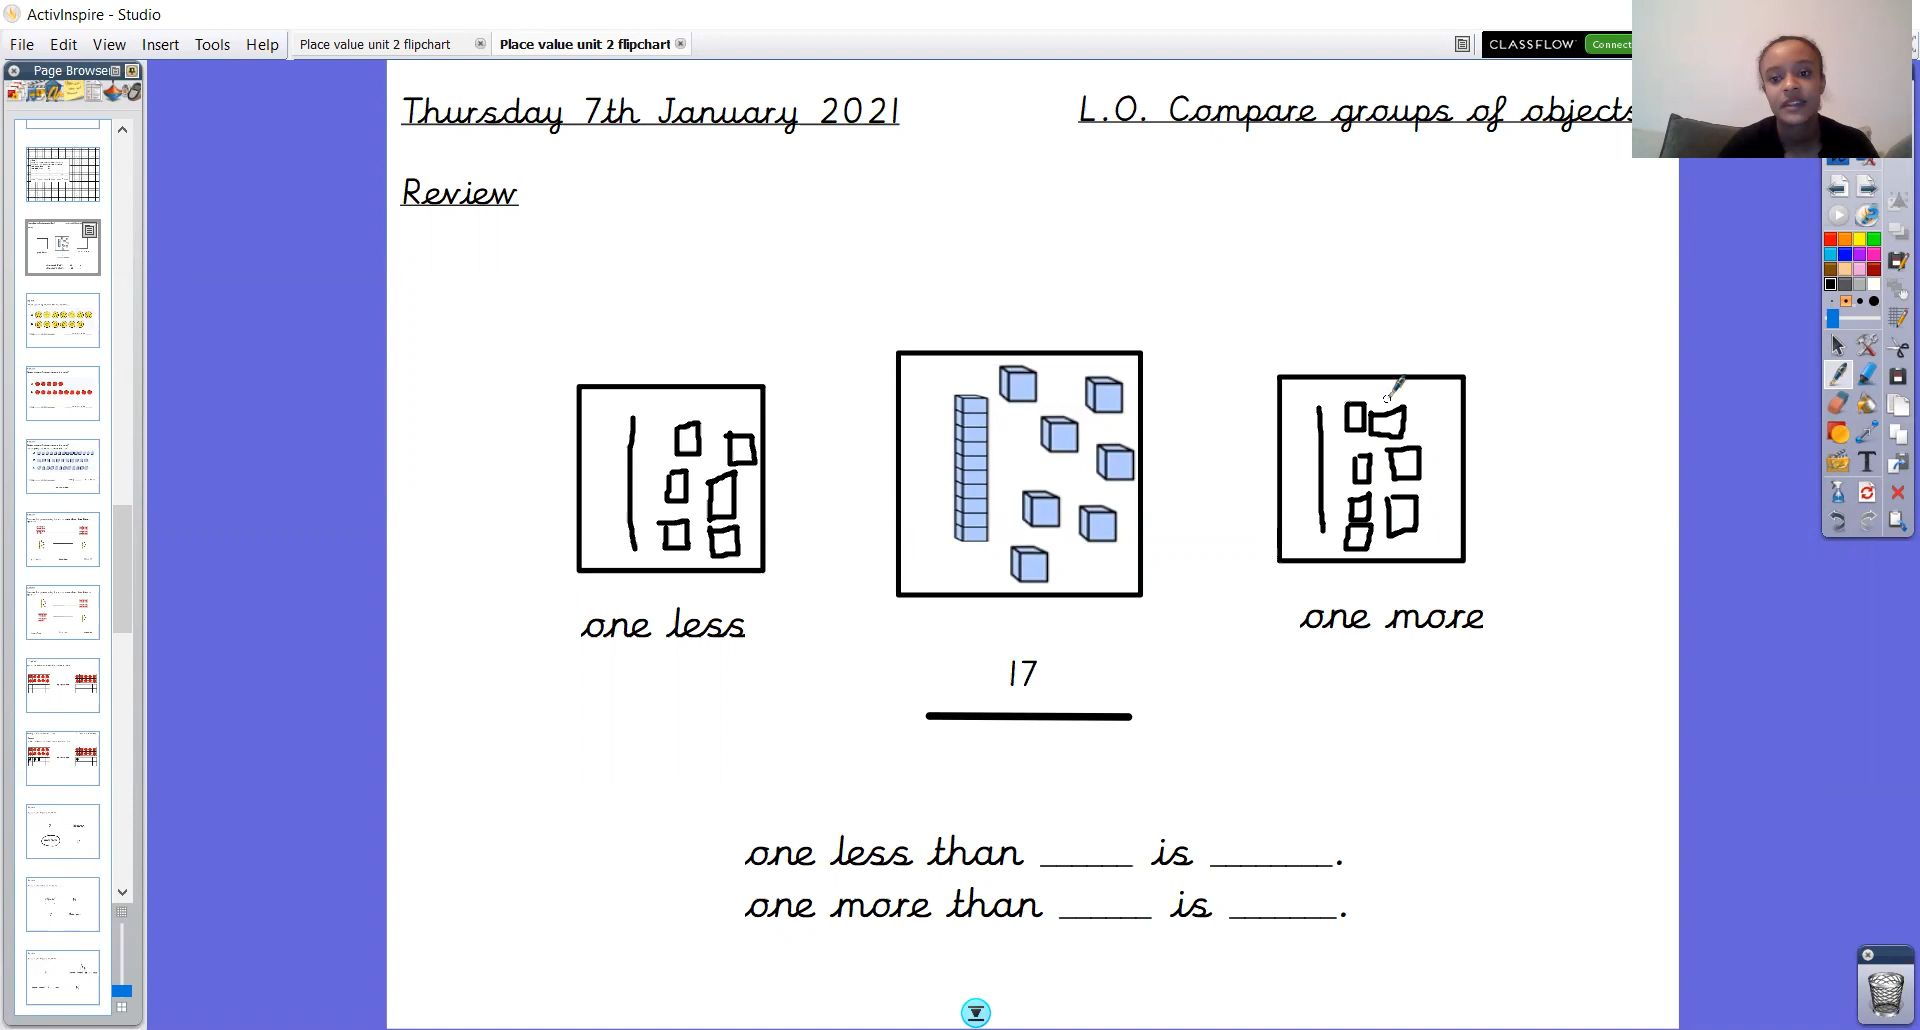 ActivInspire - Studio
File Edit View Insert Tools Help
Place value unit 2 flipchart
Place value unit 2 flipchart
CLASSFLOW
Connect
Page Browser
Thursday 7th January 2021
L.O. Compare groups of objects
Review
one less
one more
17
one less than ______ is ________.
one more than ______ is _______.